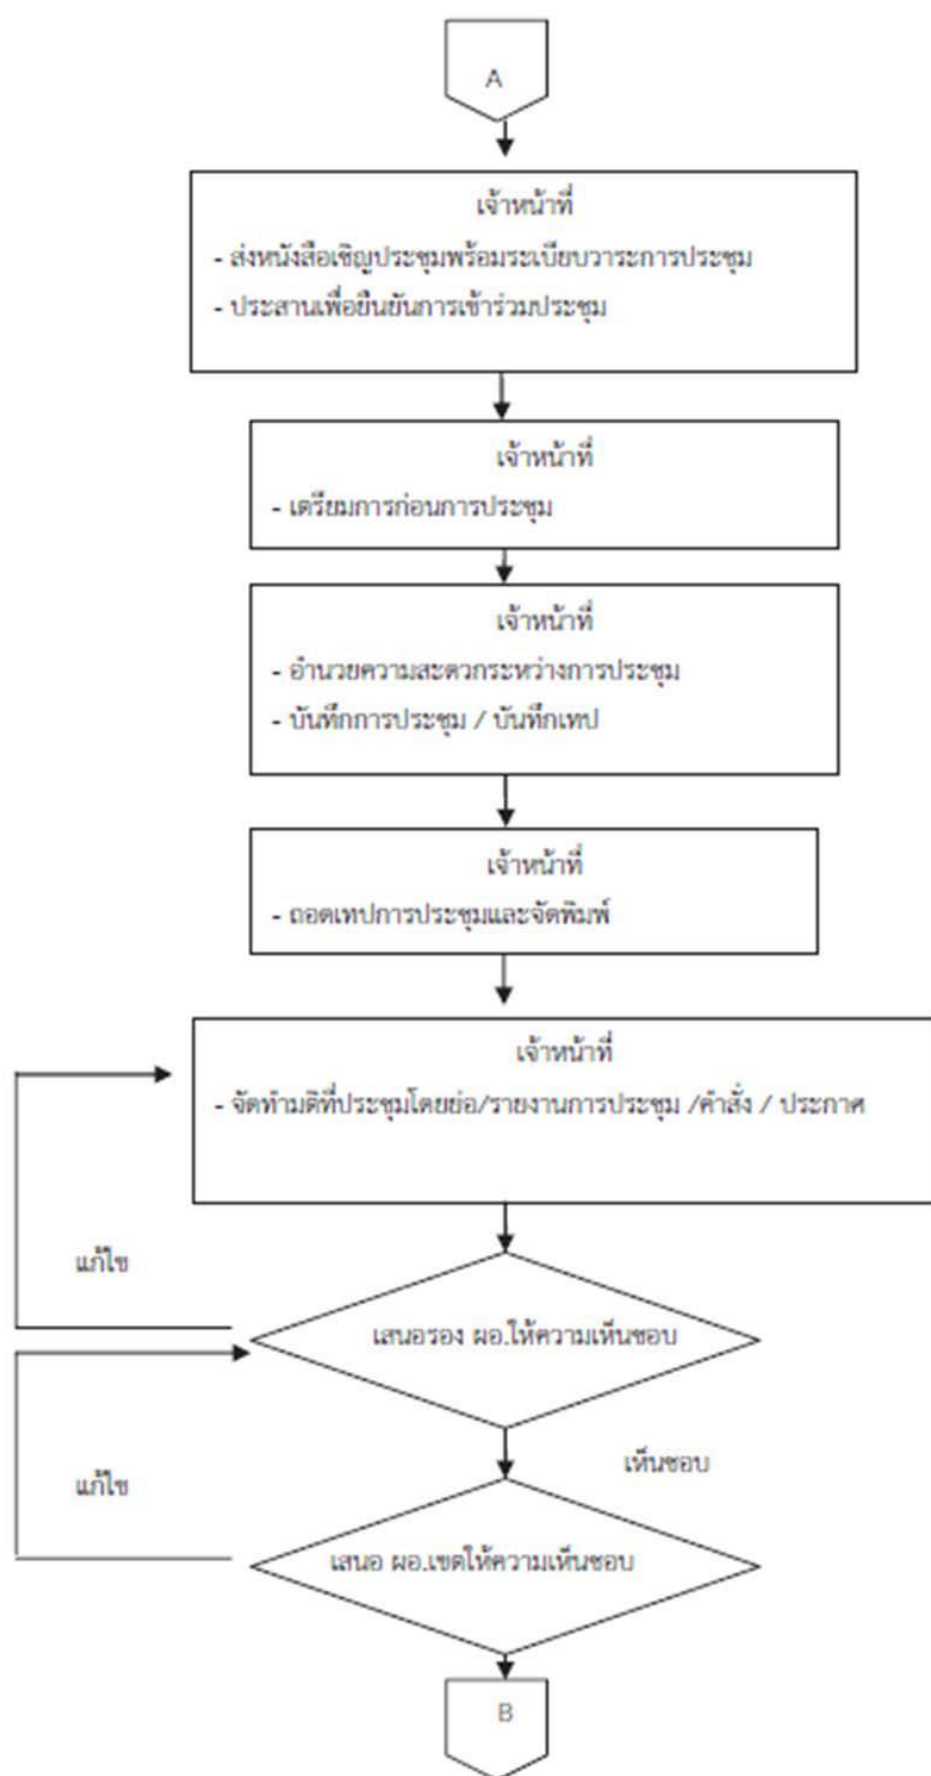 A
เจ้าหน้าที่
- ส่งหนังสือเชิญประชุมพร้อมระเบียบวาระการประชุม
- ประสานเพื่อยืนยันการเข้าร่วมประชุม
เจ้าหน้าที่
- เตรียมการก่อนการประชุม
เจ้าหน้าที่
- อำนวยความสะดวกระหว่างการประชุม
- บันทึกการประชุม / บันทึกเทป
เจ้าหน้าที่
- ถอดเทปการประชุมและจัดพิมพ์
เจ้าหน้าที่
- จัดทำมติที่ประชุมโดยย่อ/รายงานการประชุม /คำสั่ง / ประกาศ
แก้ไข
เสนอรอง ผอ.ให้ความเห็นชอบ
เห็นชอบ
แก้ไข
เสนอ ผอ.เขตให้ความเห็นชอบ
B